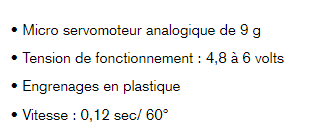 • Micro servomoteur analogique de 9 g
• Tension de fonctionnement : 4,8 à 6 volts
• Engrenages en plastique
• Vitesse : 0,12 sec/ 60°